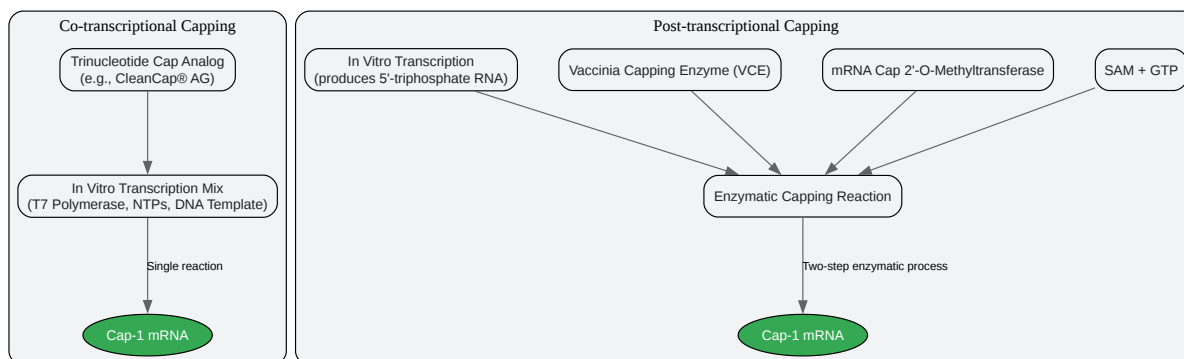 Co-transcriptional Capping
Trinucleotide Cap Analog
(e.g., CleanCap® AG)
In Vitro Transcription Mix
(T7 Polymerase, NTPs, DNA Template)
Single reaction
Cap-1 mRNA
Post-transcriptional Capping
In Vitro Transcription
(produces 5'-triphosphate RNA)
Vaccinia Capping Enzyme (VCE)
mRNA Cap 2'-O-Methyltransferase
SAM + GTP
Enzymatic Capping Reaction
Two-step enzymatic process
Cap-1 mRNA